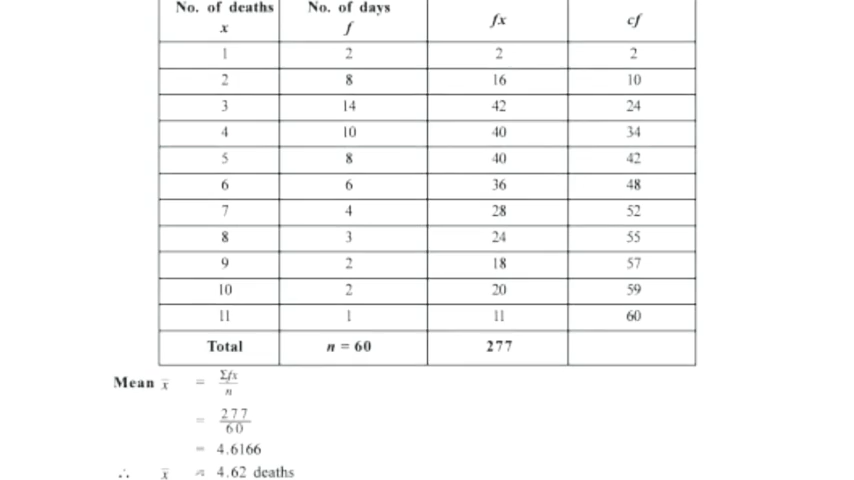 No. of deaths No. of days
x f fx cf
1 2 2 2
2 8 16 10
3 14 42 24
4 10 40 34
5 8 40 42
6 6 36 48
7 4 28 52
8 3 24 55
9 2 18 57
10 2 20 59
11 1 11 60
Total n = 60 277
Mean x̄ = Σfx
n
= 277
60
= 4.6166
∴ x̄ ≈ 4.62 deaths